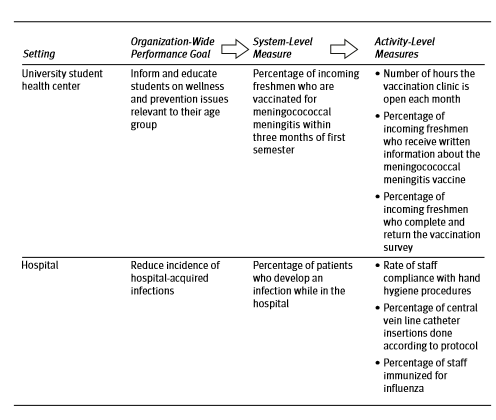 Setting
Organization-Wide
Performance Goal
System-Level
Measure
Activity-Level
Measures
University student
health center
Inform and educate
students on wellness
and prevention issues
relevant to their age
group
Percentage of incoming
freshmen who are
vaccinated for
meningocococcal
meningitis within
three months of first
semester
• Number of hours the
vaccination clinic is
open each month
• Percentage of
incoming freshmen
who receive written
information about the
meningocococcal
meningitis vaccine
• Percentage of
incoming freshmen
who complete and
return the vaccination
survey
Hospital
Reduce incidence of
hospital-acquired
infections
Percentage of patients
who develop an
infection while in the
hospital
• Rate of staff
compliance with hand
hygiene procedures
• Percentage of central
vein line catheter
insertions done
according to protocol
• Percentage of staff
immunized for
influenza